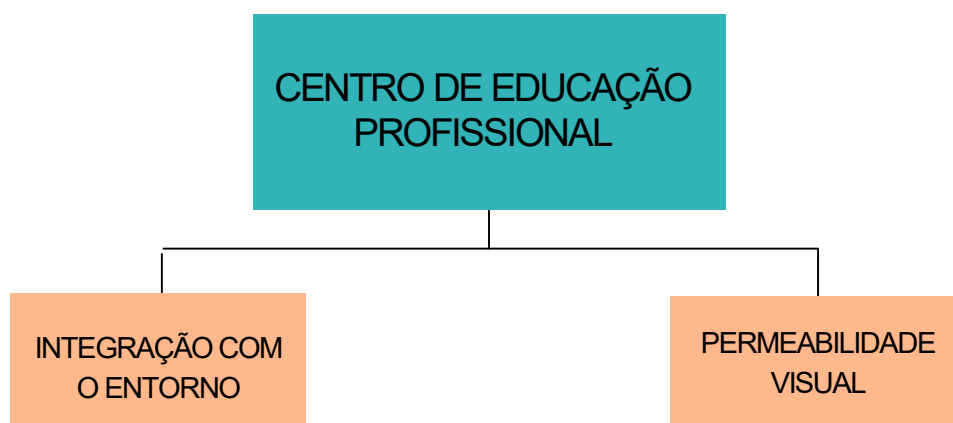 CENTRO DE EDUCAÇÃO
PROFISSIONAL
INTEGRAÇÃO COM
O ENTORNO
PERMEABILIDADE
VISUAL